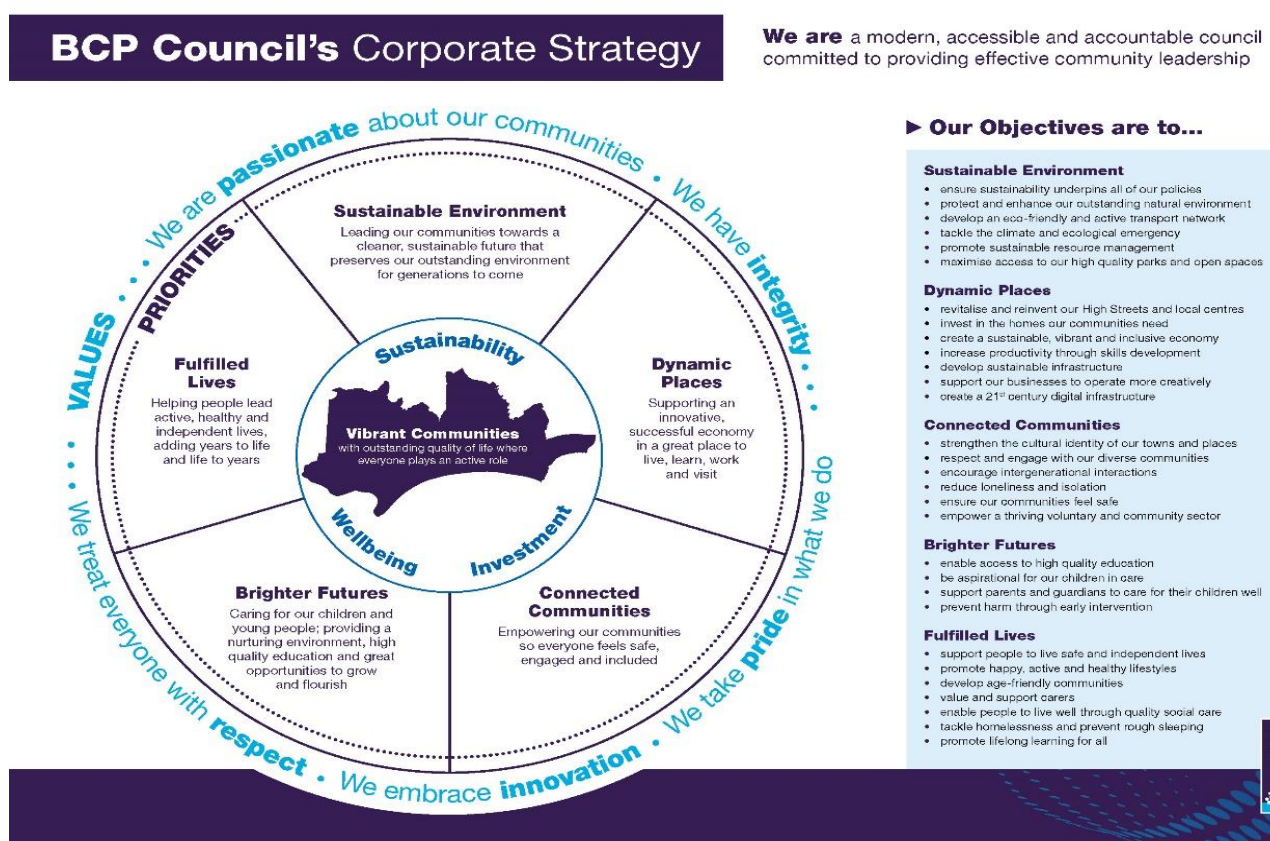 BCP Council's Corporate Strategy
We are a modern, accessible and accountable council
committed to providing effective community leadership
VALUES . . . . We are passionate about our communities • We have integrity . . .
We take pride in what we do
We embrace innovation •
. . . . We treat everyone with respect •
PRIORITIES
Sustainable Environment
Leading our communities towards a
cleaner, sustainable future that
preserves our outstanding environment
for generations to come
Fulfilled
Lives
Helping people lead
active, healthy and
independent lives,
adding years to life
and life to years
Dynamic
Places
Supporting an
innovative,
successful economy
in a great place to
live, learn, work
and visit
Sustainability
Vibrant Communities
with outstanding quality of life where
everyone plays an active role
Wellbeing
Investment
Brighter Futures
Caring for our children and
young people; providing a
nurturing environment, high
quality education and great
opportunities to grow
and flourish
Connected
Communities
Empowering our communities
so everyone feels safe,
engaged and included
► Our Objectives are to...
Sustainable Environment
• ensure sustainability underpins all of our policies
• protect and enhance our outstanding natural environment
• develop an eco-friendly and active transport network
• tackle the climate and ecological emergency
• promote sustainable resource management
• maximise access to our high quality parks and open spaces
Dynamic Places
• revitalise and reinvent our High Streets and local centres
• invest in the homes our communities need
• create a sustainable, vibrant and inclusive economy
• increase productivity through skills development
• develop sustainable infrastructure
• support our businesses to operate more creatively
• create a 21st century digital infrastructure
Connected Communities
• strengthen the cultural identity of our towns and places
• respect and engage with our diverse communities
• encourage intergenerational interactions
• reduce loneliness and isolation
• ensure our communities feel safe
• empower a thriving voluntary and community sector
Brighter Futures
• enable access to high quality education
• be aspirational for our children in care
• support parents and guardians to care for their children well
• prevent harm through early intervention
Fulfilled Lives
• support people to live safe and independent lives
• promote happy, active and healthy lifestyles
• develop age-friendly communities
• value and support carers
• enable people to live well through quality social care
• tackle homelessness and prevent rough sleeping
• promote lifelong learning for all